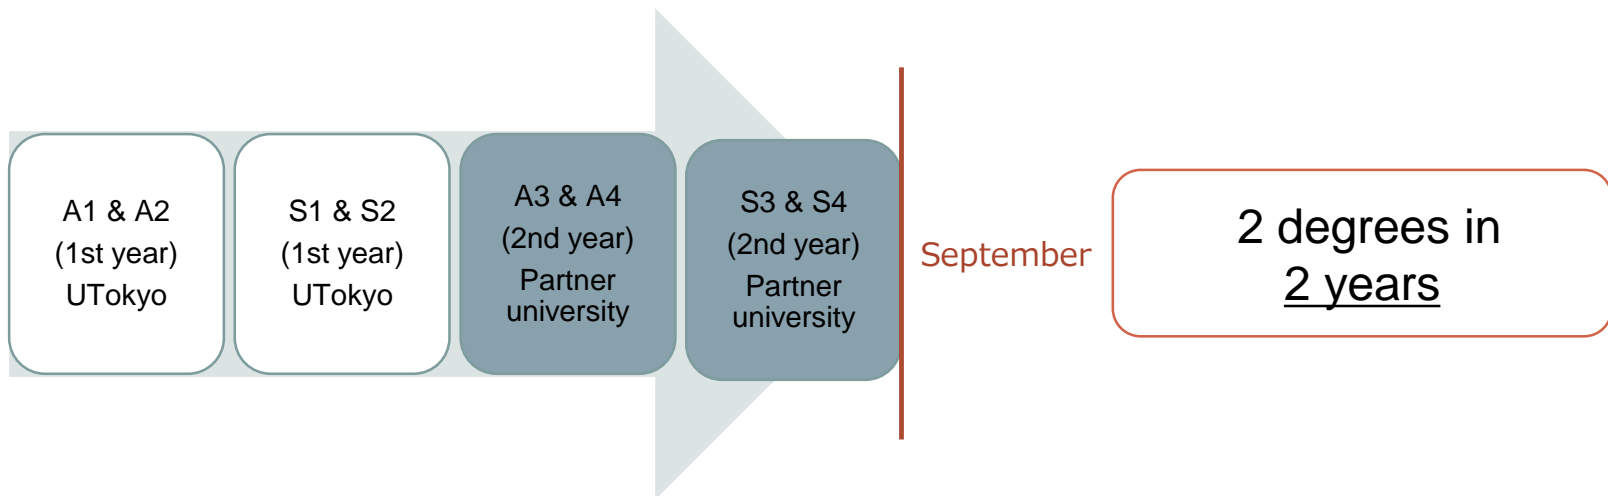 A1 & A2
(1st year)
UTokyo
S1 & S2
(1st year)
UTokyo
A3 & A4
(2nd year)
Partner
university
S3 & S4
(2nd year)
Partner
university
September
2 degrees in
2 years